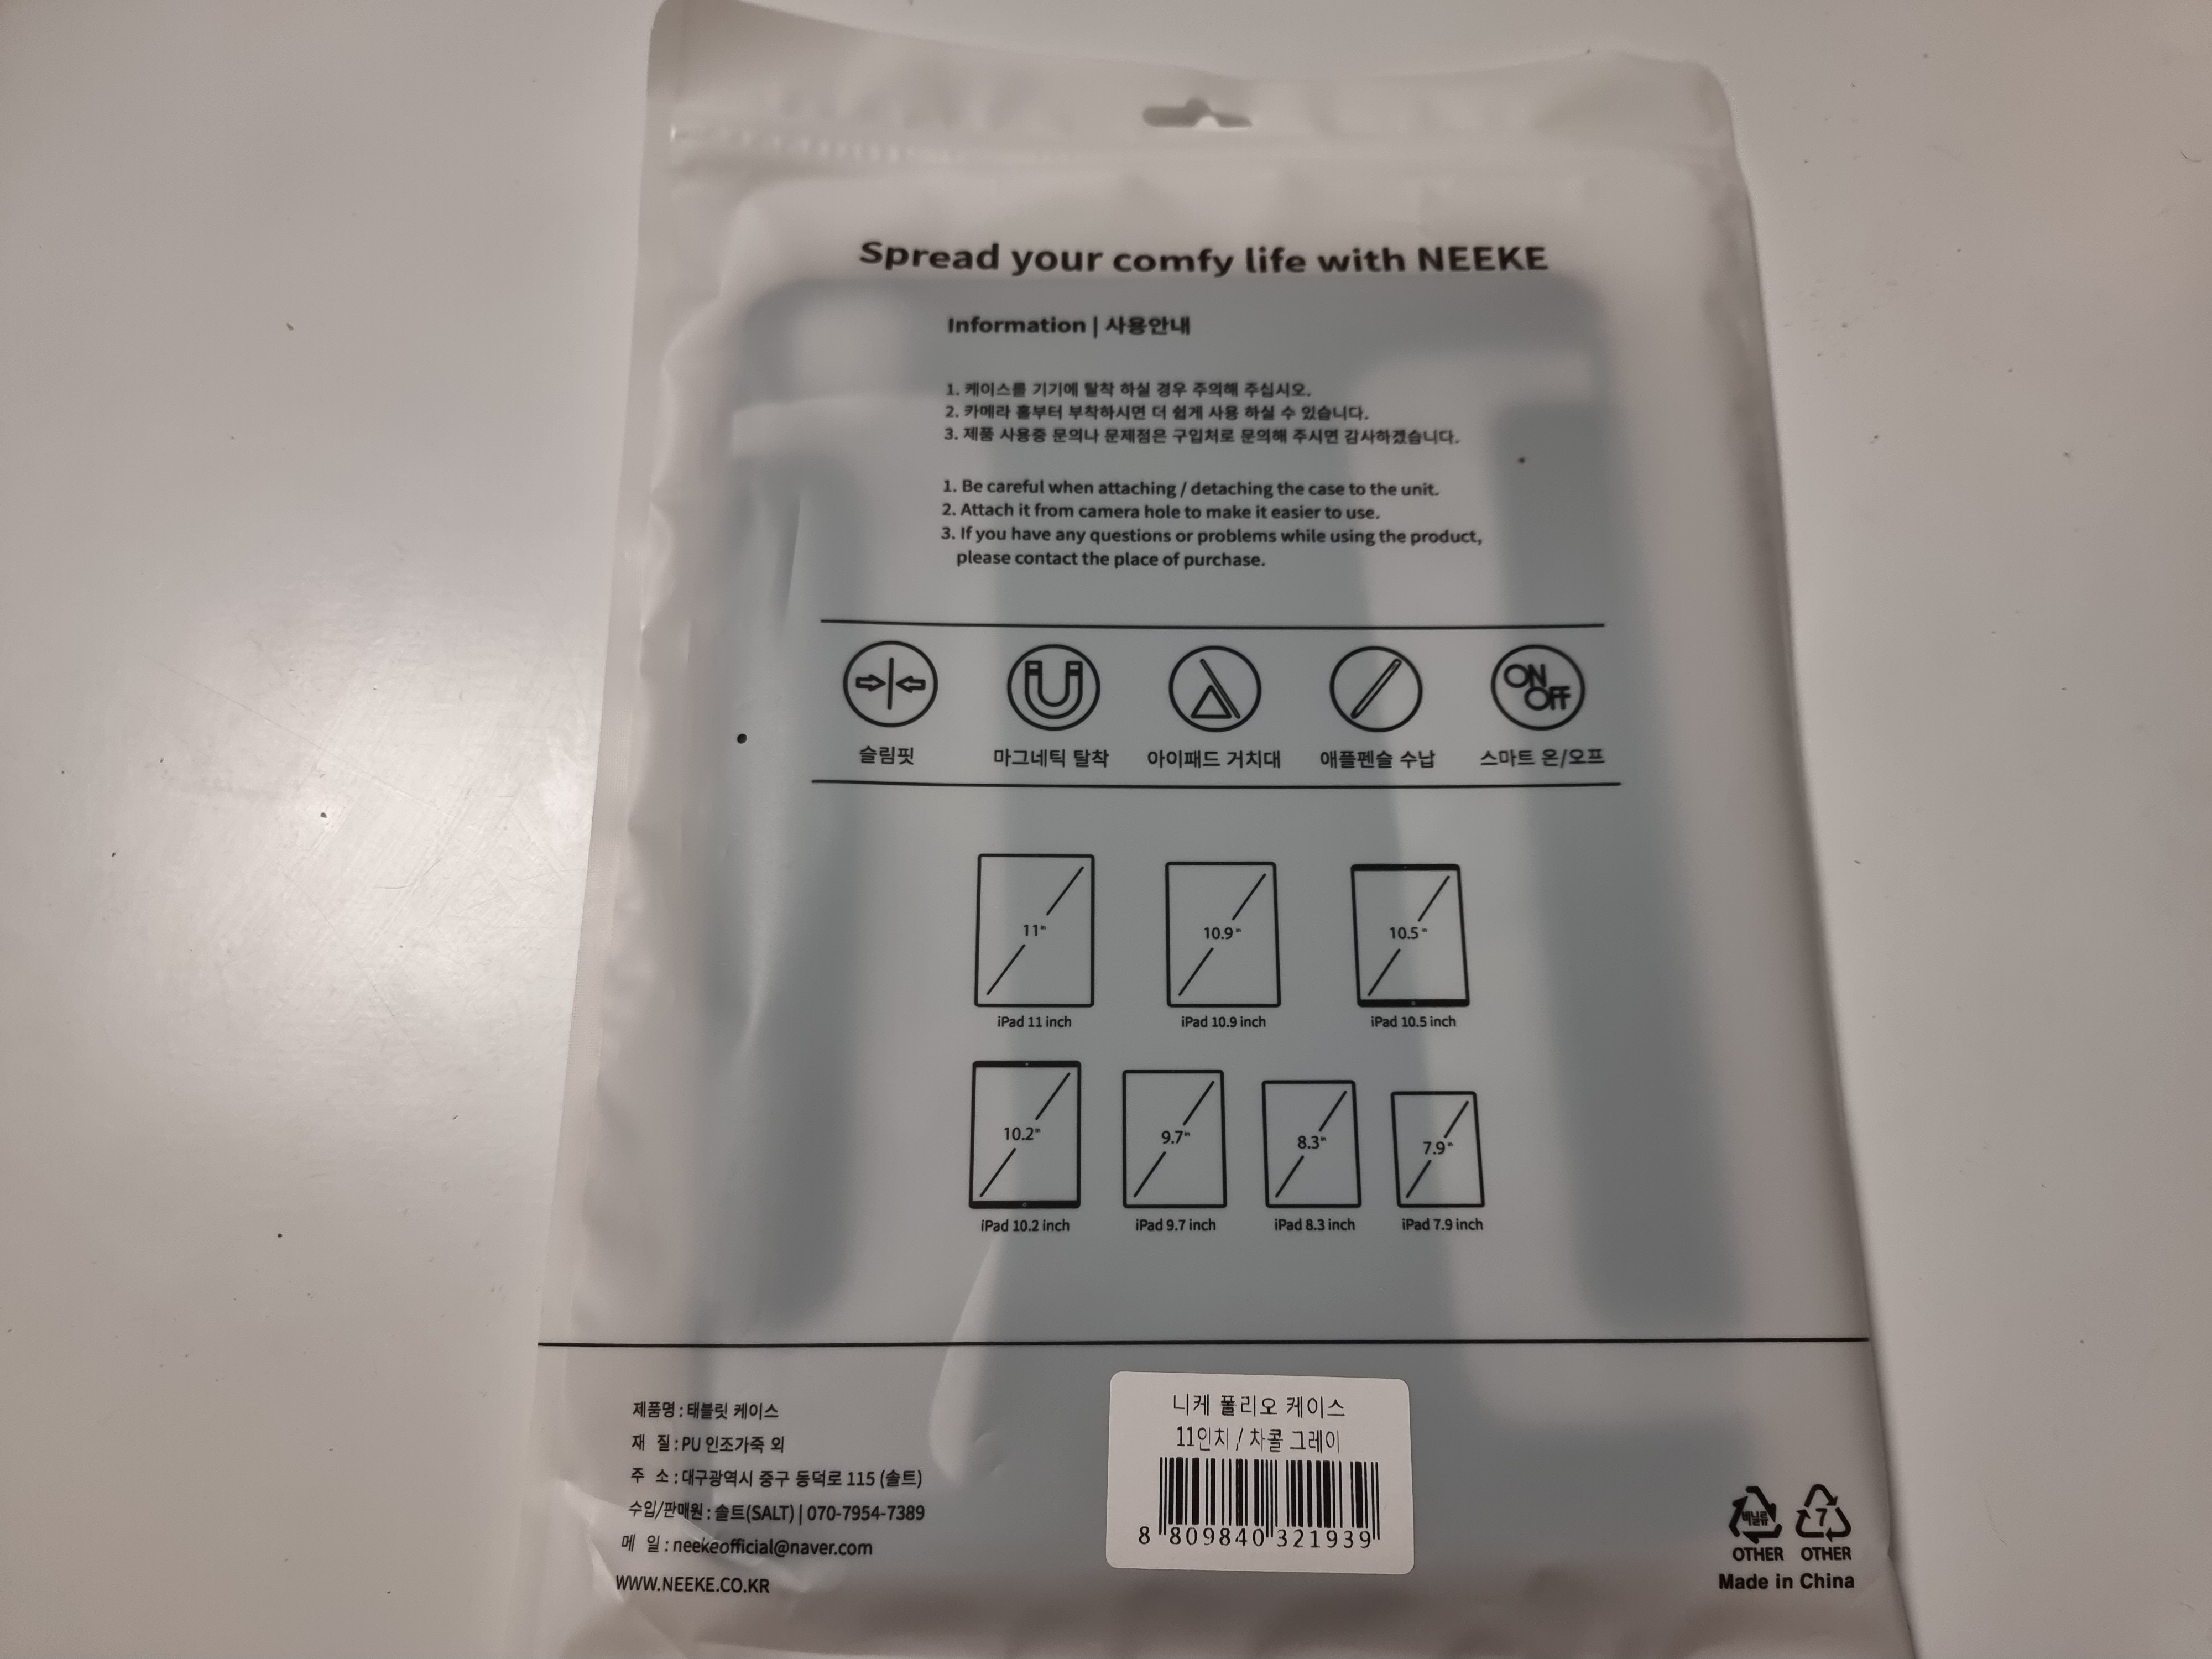 Spread your comfy life with NEEKE
Information | 사용안내
1. 케이스를 기기에 탈착 하실 경우 주의해 주십시오.
2. 카메라 홀부터 부착하시면 더 쉽게 사용 하실 수 있습니다.
3. 제품 사용중 문의나 문제점은 구입처로 문의해 주시면 감사하겠습니다.
1. Be careful when attaching / detaching the case to the unit.
2. Attach it from camera hole to make it easier to use.
3. If you have any questions or problems while using the product,
please contact the place of purchase.
ON
OFF
슬림핏 마그네틱 탈착 아이패드 거치대 애플펜슬 수납 스마트 온/오프
11in 10.9in 10.5in
iPad 11 inch iPad 10.9 inch iPad 10.5 inch
10.2in 9.7in 8.3in 7.9in
iPad 10.2 inch iPad 9.7 inch iPad 8.3 inch iPad 7.9 inch
제품명 : 태블릿 케이스
재 질 : PU 인조가죽 외
주 소 : 대구광역시 중구 동덕로 115 (솔트)
수입/판매원 : 솔트(SALT) | 070-7954-7389
메 일 : neekeofficial@naver.com
WWW.NEEKE.CO.KR
니케 폴리오 케이스
11인치 / 차콜 그레이
8 809840 321939
비닐류 7
OTHER OTHER
Made in China